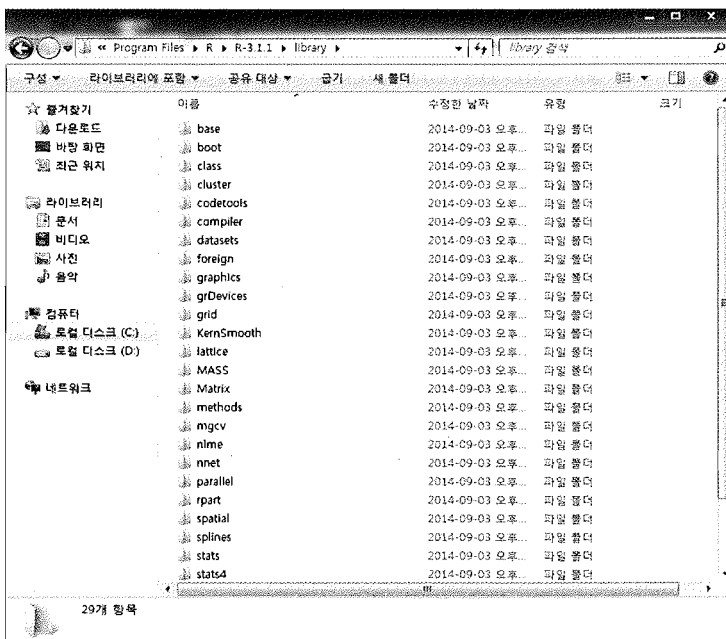 « Program Files ▸ R ▸ R-3.1.1 ▸ library ▸
library 검색
구성 ▾ 라이브러리에 포함 ▾ 공유 대상 ▾ 굽기 새 폴더
이름 수정한 날짜 유형 크기
즐겨찾기
다운로드
바탕 화면
최근 위치
라이브러리
문서
비디오
사진
음악
컴퓨터
로컬 디스크 (C:)
로컬 디스크 (D:)
네트워크
base 2014-09-03 오후... 파일 폴더
boot 2014-09-03 오후... 파일 폴더
class 2014-09-03 오후... 파일 폴더
cluster 2014-09-03 오후... 파일 폴더
codetools 2014-09-03 오후... 파일 폴더
compiler 2014-09-03 오후... 파일 폴더
datasets 2014-09-03 오후... 파일 폴더
foreign 2014-09-03 오후... 파일 폴더
graphics 2014-09-03 오후... 파일 폴더
grDevices 2014-09-03 오후... 파일 폴더
grid 2014-09-03 오후... 파일 폴더
KernSmooth 2014-09-03 오후... 파일 폴더
lattice 2014-09-03 오후... 파일 폴더
MASS 2014-09-03 오후... 파일 폴더
Matrix 2014-09-03 오후... 파일 폴더
methods 2014-09-03 오후... 파일 폴더
mgcv 2014-09-03 오후... 파일 폴더
nlme 2014-09-03 오후... 파일 폴더
nnet 2014-09-03 오후... 파일 폴더
parallel 2014-09-03 오후... 파일 폴더
rpart 2014-09-03 오후... 파일 폴더
spatial 2014-09-03 오후... 파일 폴더
splines 2014-09-03 오후... 파일 폴더
stats 2014-09-03 오후... 파일 폴더
stats4 2014-09-03 오후... 파일 폴더
29개 항목